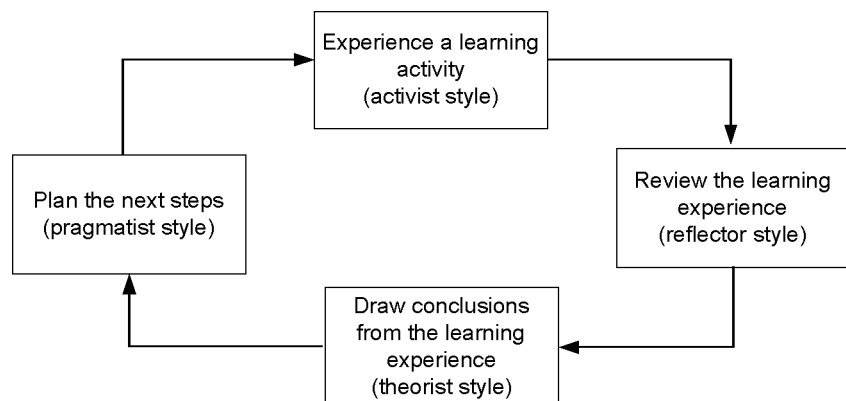 Experience a learning
activity
(activist style)
Review the learning
experience
(reflector style)
Draw conclusions
from the learning
experience
(theorist style)
Plan the next steps
(pragmatist style)